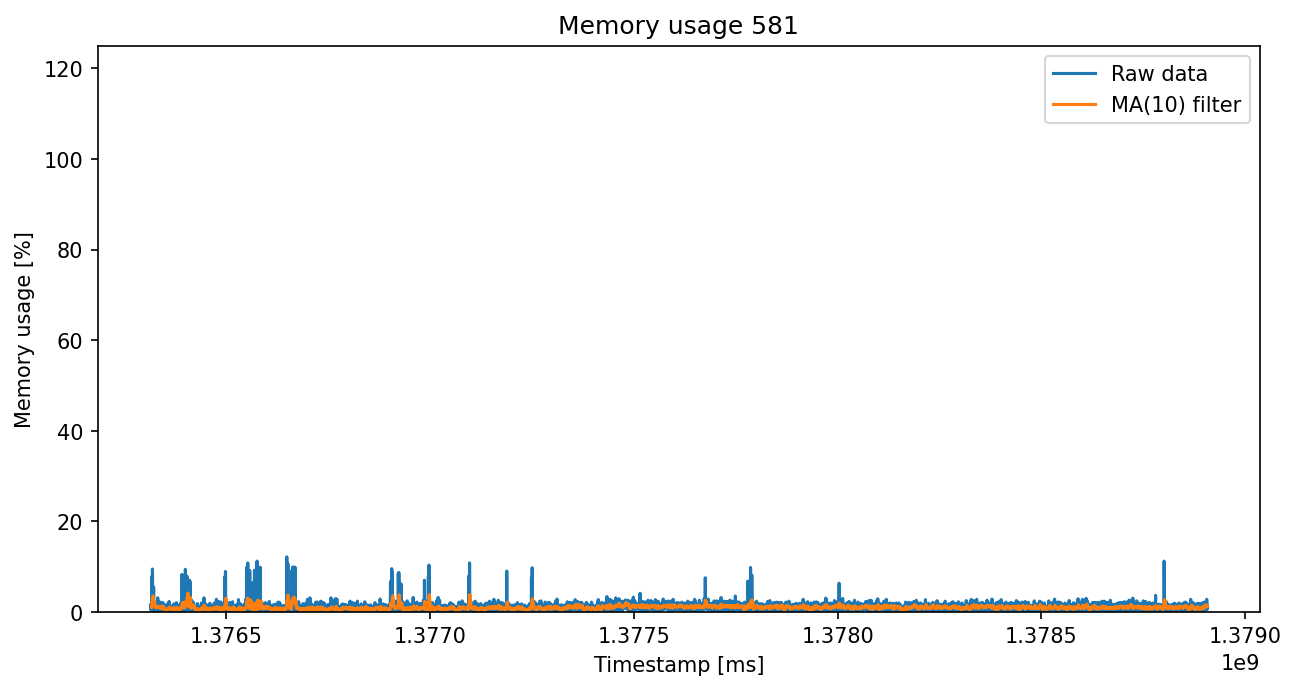 Memory usage 581
Raw data
MA(10) filter
Memory usage [%]
120
100
80
60
40
20
0
1.3765 1.3770 1.3775 1.3780 1.3785 1.3790
1e9
Timestamp [ms]